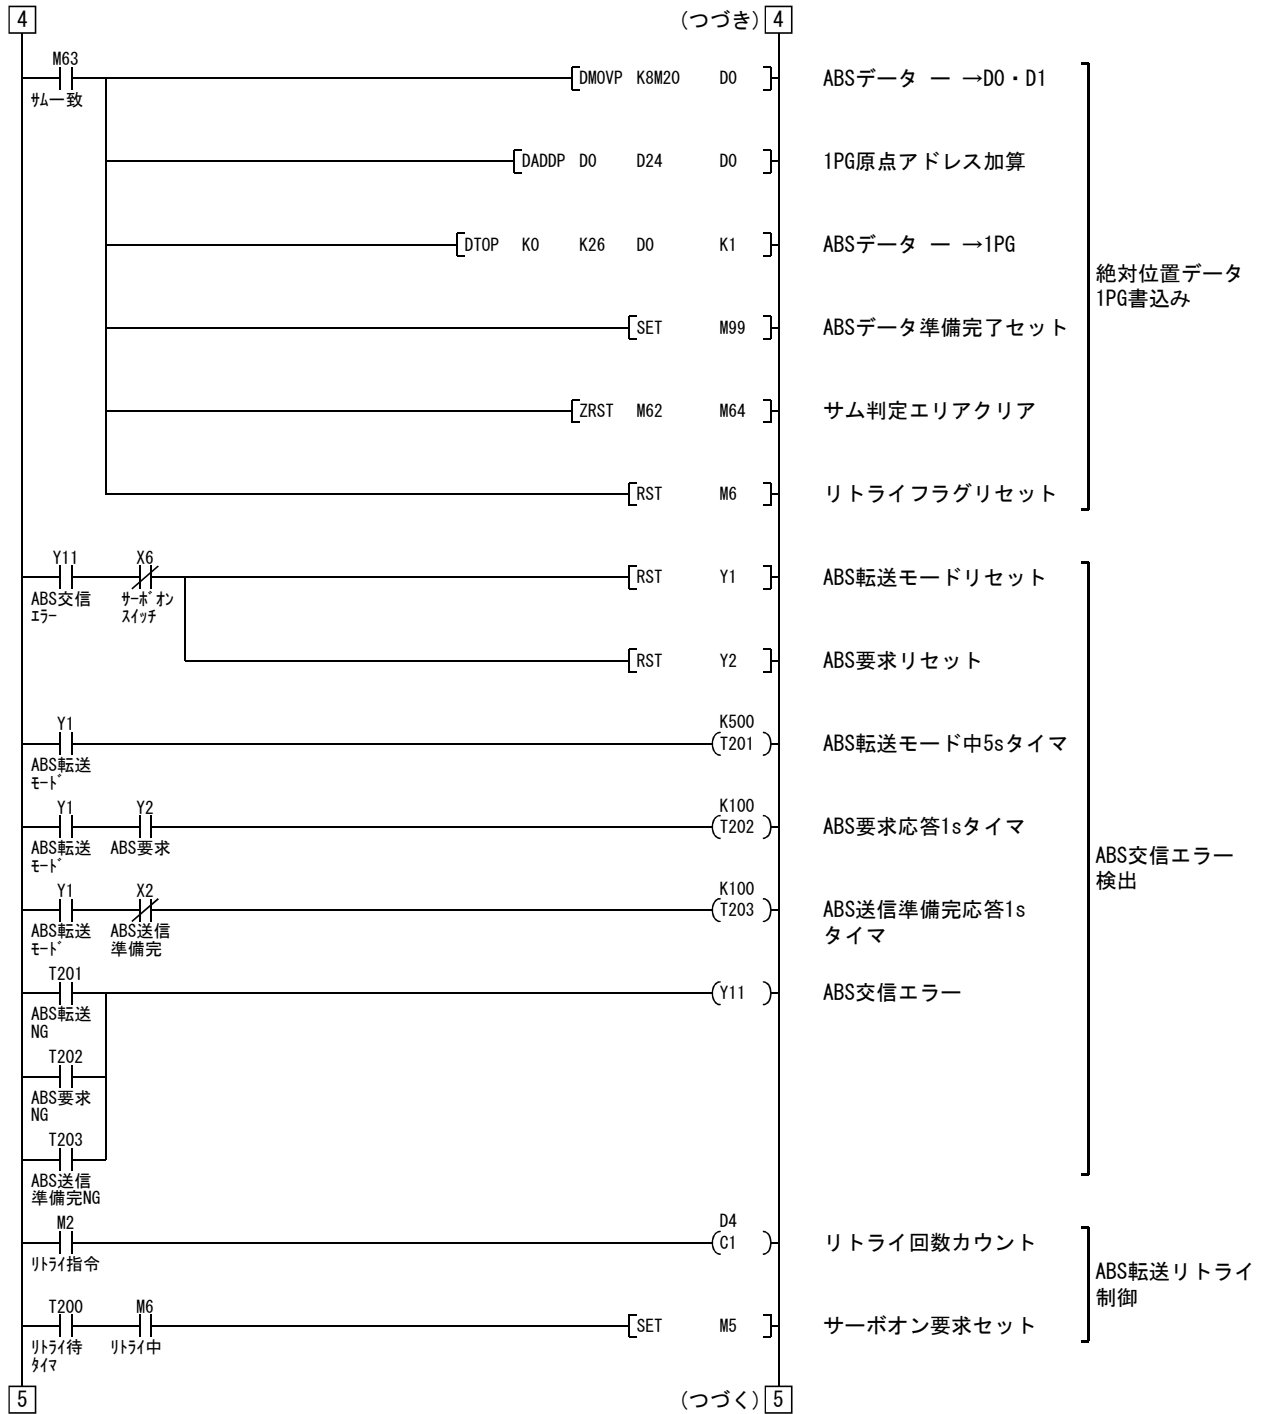 4 (つづき) 4
M63
サム一致
DMOVP K8M20 D0 ABSデータ ー →D0・D1
DADDP D0 D24 D0 1PG原点アドレス加算
DTOP K0 K26 D0 K1 ABSデータ ー →1PG
絶対位置データ
1PG書込み
SET M99 ABSデータ準備完了セット
ZRST M62 M64 サム判定エリアクリア
RST M6 リトライフラグリセット
Y11 X6
ABS交信
エラー
サーボオン
スイッチ
RST Y1 ABS転送モードリセット
RST Y2 ABS要求リセット
Y1 K500
T201 ABS転送モード中5sタイマ
ABS転送
モード
Y1 Y2 K100
T202 ABS要求応答1sタイマ
ABS転送
モード
ABS要求
ABS交信エラー
検出
Y1 X2 K100
T203 ABS送信準備完応答1s
タイマ
ABS転送
モード
ABS送信
準備完
T201
Y11 ABS交信エラー
ABS転送
NG
T202
ABS要求
NG
T203
ABS送信
準備完NG
M2 D4
C1 リトライ回数カウント
リトライ指令
ABS転送リトライ
制御
T200 M6
SET M5 サーボオン要求セット
リトライ待
タイマ
リトライ中
5 (つづく) 5